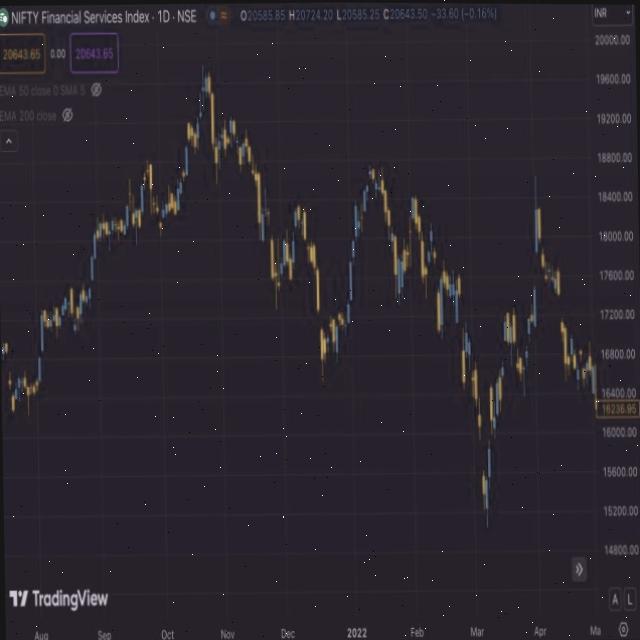 NIFTY Financial Services Index · 1D · NSE O20585.85 H20724.20 L20585.25 C20643.50 −33.60 (−0.16%) INR
20643.65 0.00 20643.65
EMA 50 close 0 SMA 5
EMA 200 close
20000.00
19600.00
19200.00
18800.00
18400.00
18000.00
17600.00
17200.00
16800.00
16400.00
16236.95
16000.00
15600.00
15200.00
14800.00
TradingView
A L
Aug Sep Oct Nov Dec 2022 Feb Mar Apr Ma